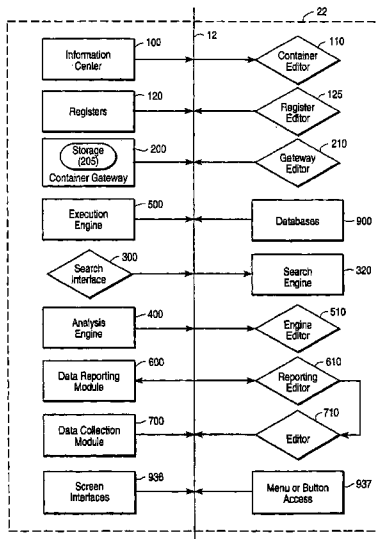 22
12
Information
Center
100
Container
Editor
110
Registers
120
Register
Editor
125
Storage
(205)
Container Gateway
200
Gateway
Editor
210
Execution
Engine
500
Databases
900
Search
Interface
300
Search
Engine
320
Analysis
Engine
400
Engine
Editor
510
Data Reporting
Module
600
Reporting
Editor
610
Data Collection
Module
700
Editor
710
Screen
Interfaces
936
Menu or Button
Access
937